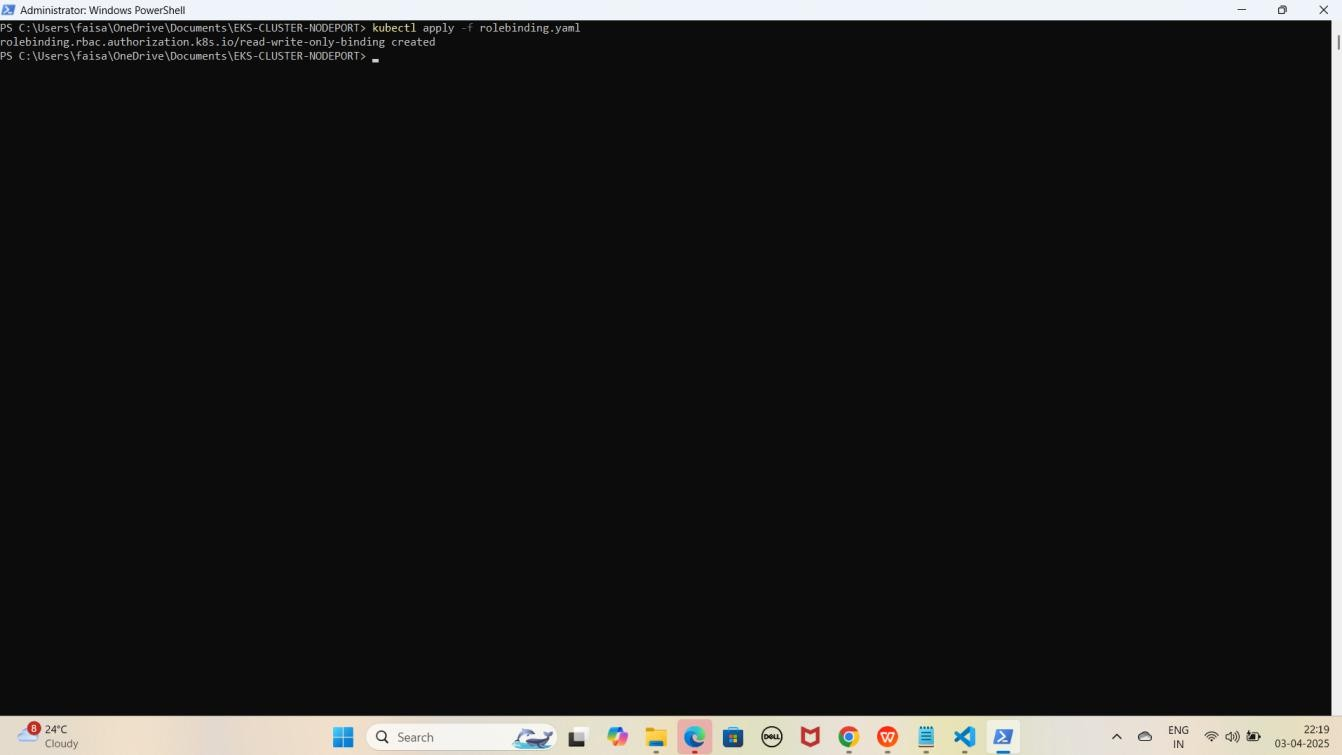 Administrator: Windows PowerShell
PS C:\Users\faisa\OneDrive\Documents\EKS-CLUSTER-NODEPORT> kubectl apply -f rolebinding.yaml
rolebinding.rbac.authorization.k8s.io/read-write-only-binding created
PS C:\Users\faisa\OneDrive\Documents\EKS-CLUSTER-NODEPORT>
8
24°C
Cloudy
Search
DELL
W
ENG
IN
22:19
03-04-2025